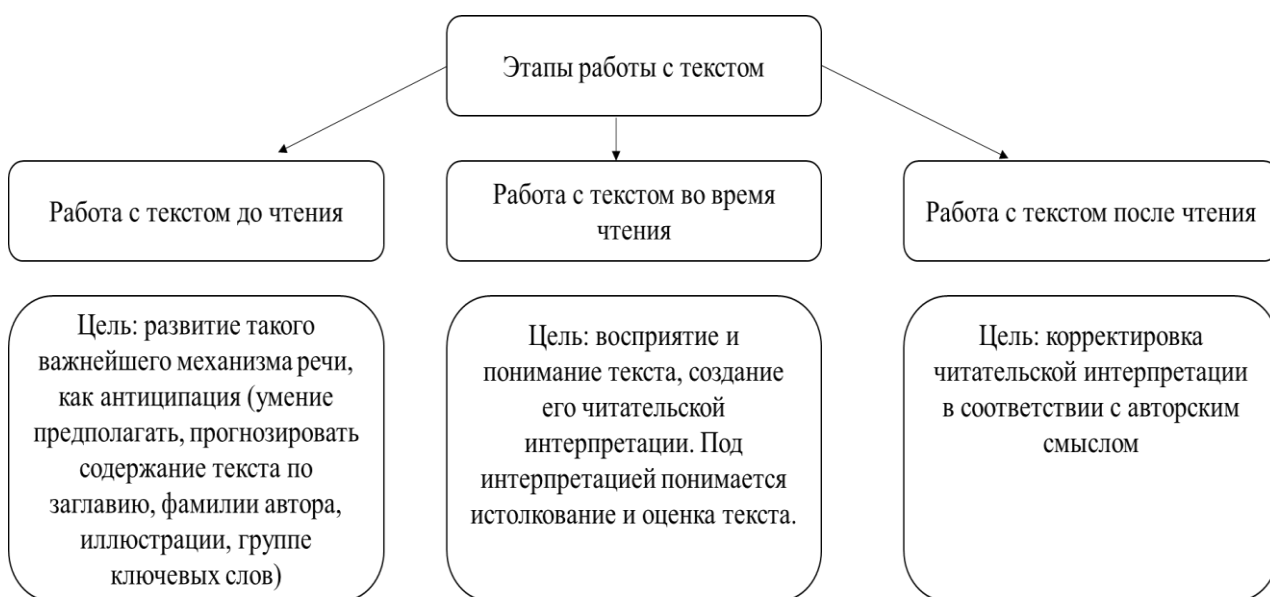 Этапы работы с текстом
Работа с текстом до чтения
Работа с текстом во время
чтения
Работа с текстом после чтения
Цель: развитие такого
важнейшего механизма речи,
как антиципация (умение
предполагать, прогнозировать
содержание текста по
заглавию, фамилии автора,
иллюстрации, группе
ключевых слов)
Цель: восприятие и
понимание текста, создание
его читательской
интерпретации. Под
интерпретацией понимается
истолкование и оценка текста.
Цель: корректировка
читательской интерпретации
в соответствии с авторским
смыслом